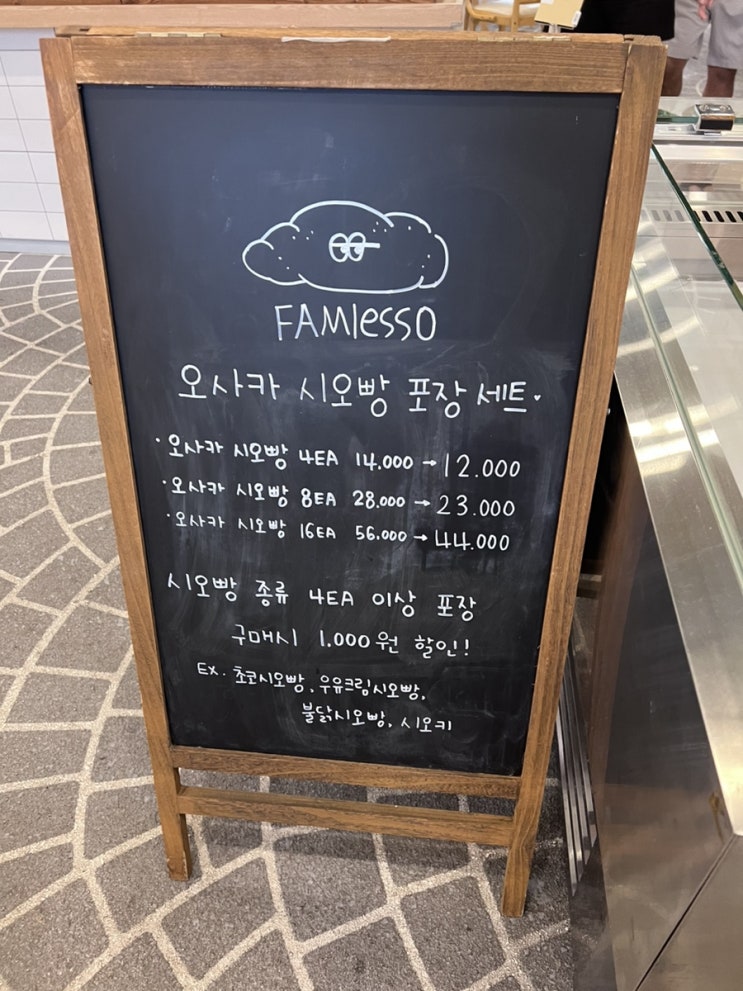 FAMlesso
오사카 시오빵 포장 세트.
· 오사카 시오빵 4EA 14.000 → 12.000
· 오사카 시오빵 8EA 28.000 → 23.000
· 오사카 시오빵 16EA 56.000 → 44.000
시오빵 종류 4EA 이상 포장
구매시 1.000원 할인!
Ex. 초코시오빵, 우유크림시오빵,
불닭시오빵, 시오키